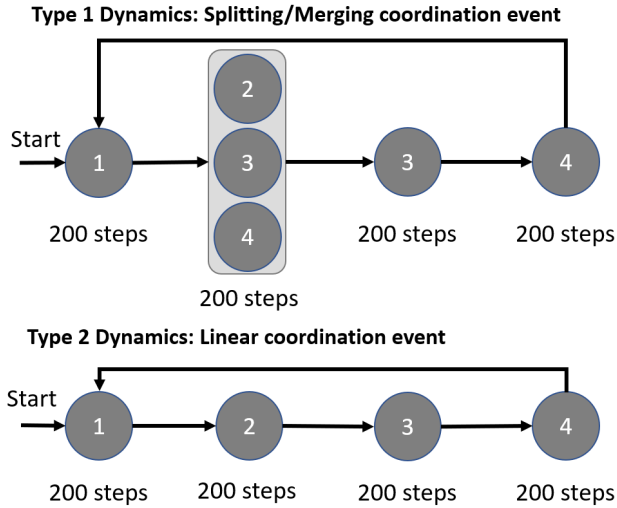 Type 1 Dynamics: Splitting/Merging coordination event
2
Start
1
3
3
4
4
200 steps
200 steps
200 steps
200 steps
Type 2 Dynamics: Linear coordination event
Start
1
2
3
4
200 steps
200 steps
200 steps
200 steps